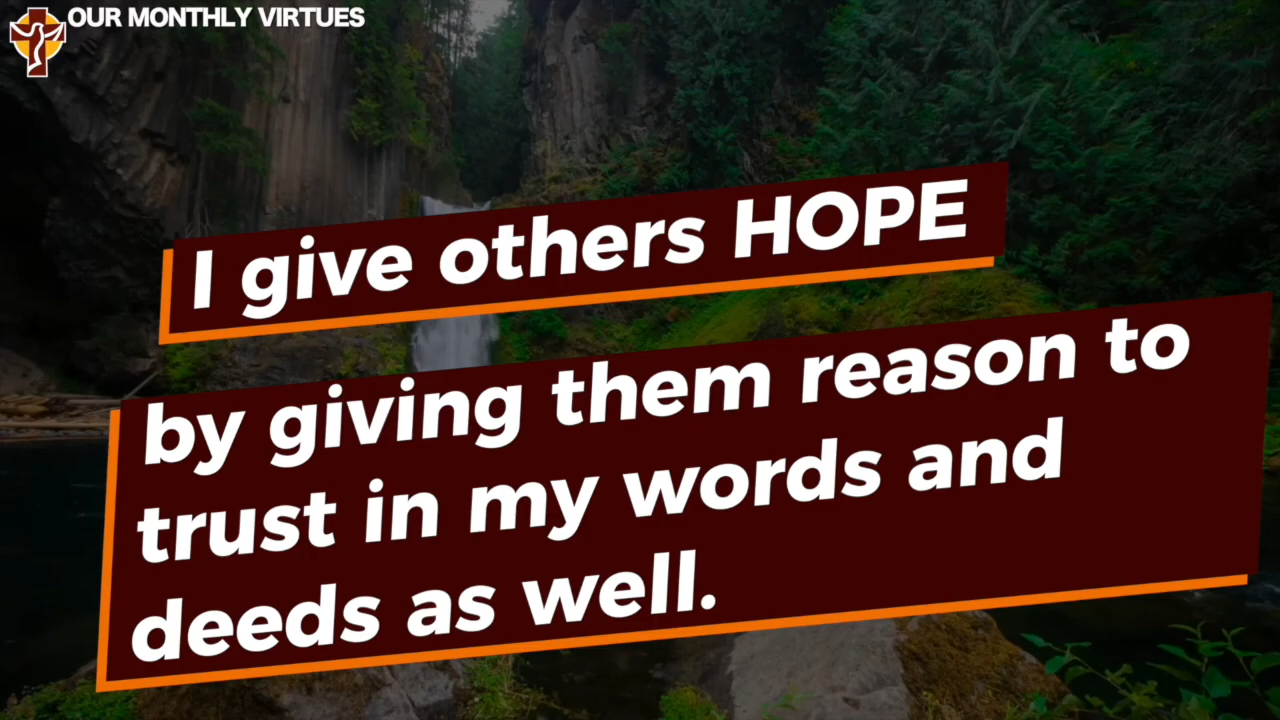 OUR MONTHLY VIRTUES
I give others HOPE
by giving them reason to
trust in my words and
deeds as well.